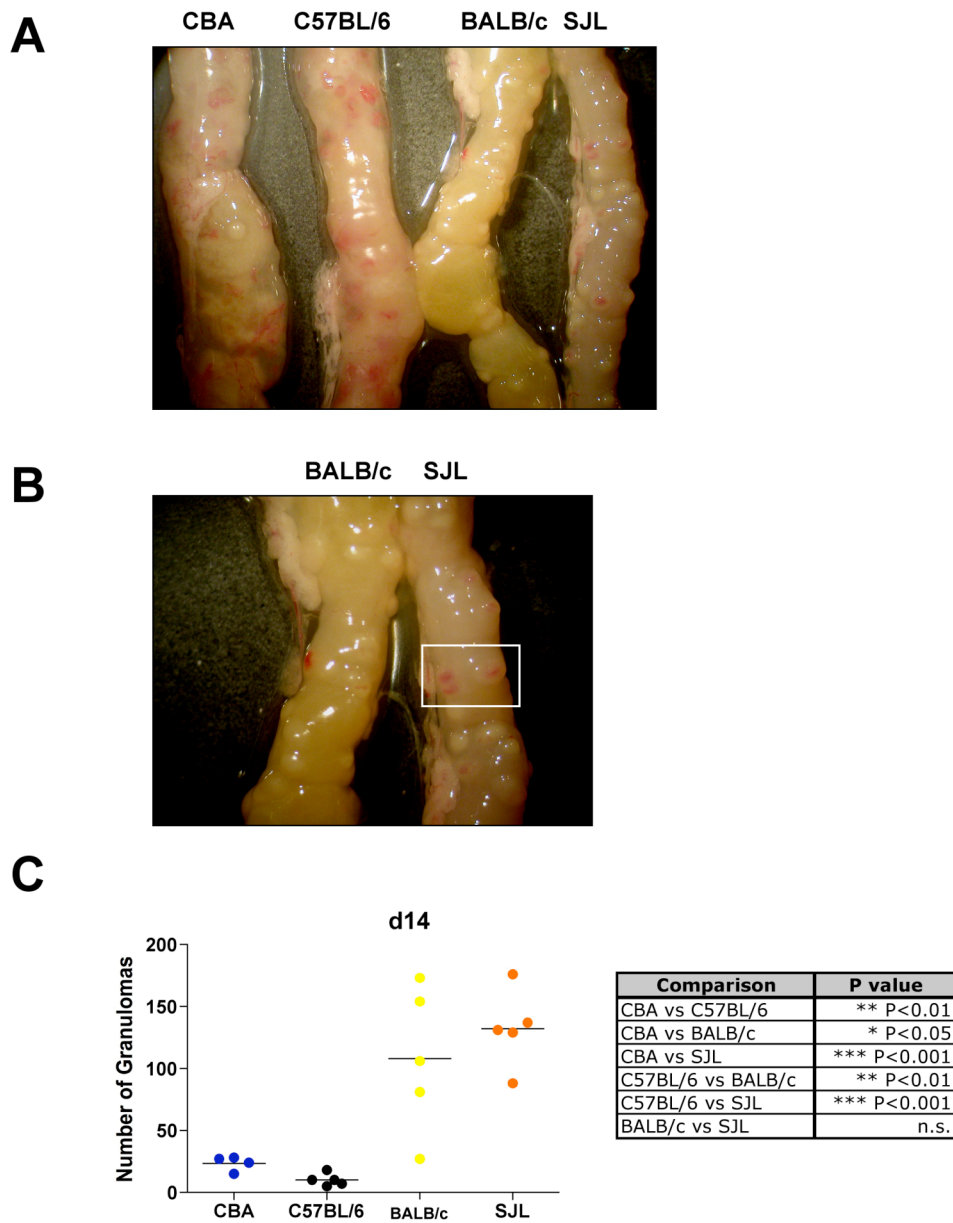 A
CBA C57BL/6 BALB/c SJL
B
BALB/c SJL
C
d14
Number of Granulomas
200
150
100
50
0
CBA C57BL/6 BALB/c SJL
Comparison P value
CBA vs C57BL/6 ** P<0.01
CBA vs BALB/c * P<0.05
CBA vs SJL *** P<0.001
C57BL/6 vs BALB/c ** P<0.01
C57BL/6 vs SJL *** P<0.001
BALB/c vs SJL n.s.